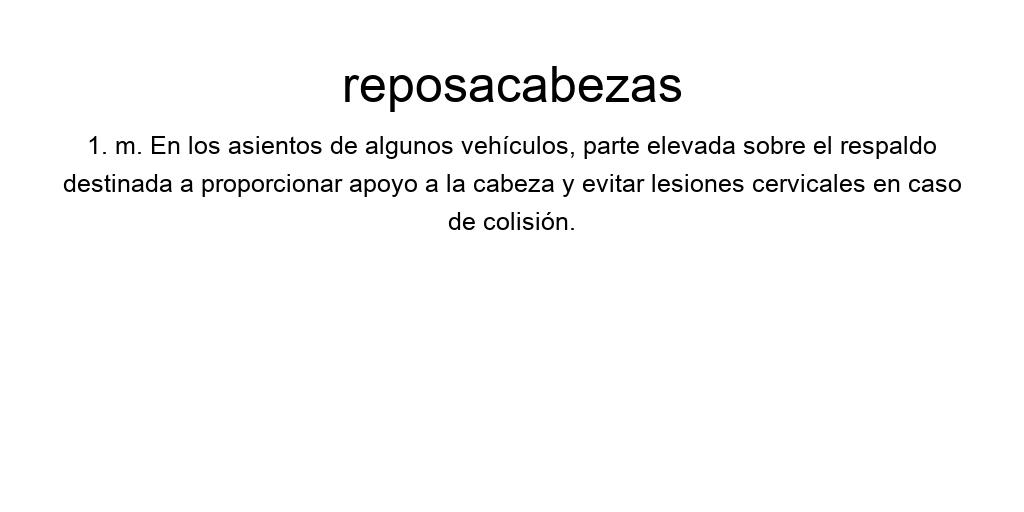 reposacabezas
1. m. En los asientos de algunos vehículos, parte elevada sobre el respaldo
destinada a proporcionar apoyo a la cabeza y evitar lesiones cervicales en caso
de colisión.